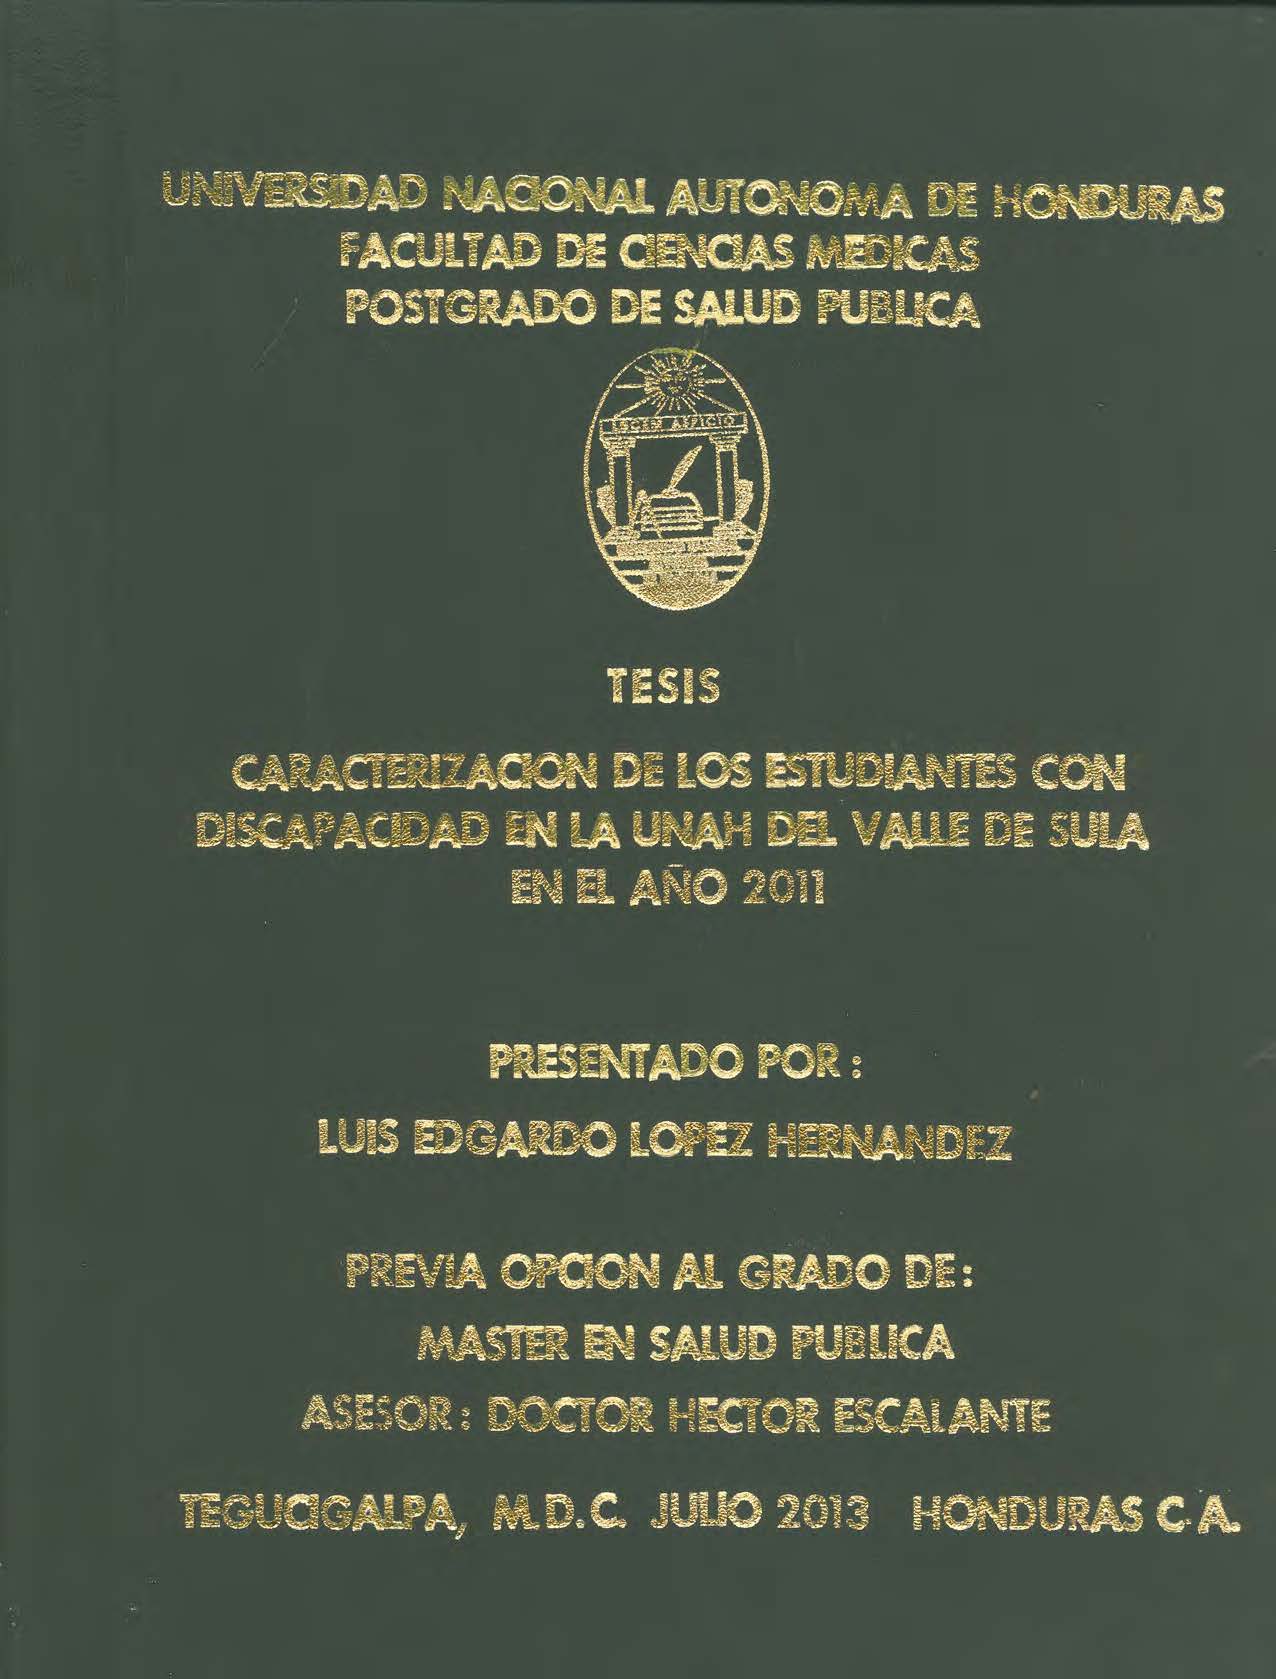 UNIVERSIDAD NACIONAL AUTONOMA DE HONDURAS
FACULTAD DE CIENCIAS MEDICAS
POSTGRADO DE SALUD PUBLICA
LUCEM ASPICIO
TESIS
CARACTERIZACION DE LOS ESTUDIANTES CON
DISCAPACIDAD EN LA UNAH DEL VALLE DE SULA
EN EL AÑO 2011
PRESENTADO POR:
LUIS EDGARDO LOPEZ HERNANDEZ
PREVIA OPCION AL GRADO DE:
MASTER EN SALUD PUBLICA
ASESOR: DOCTOR HECTOR ESCALANTE
TEGUCIGALPA, M.D.C. JULIO 2013 HONDURAS C.A.